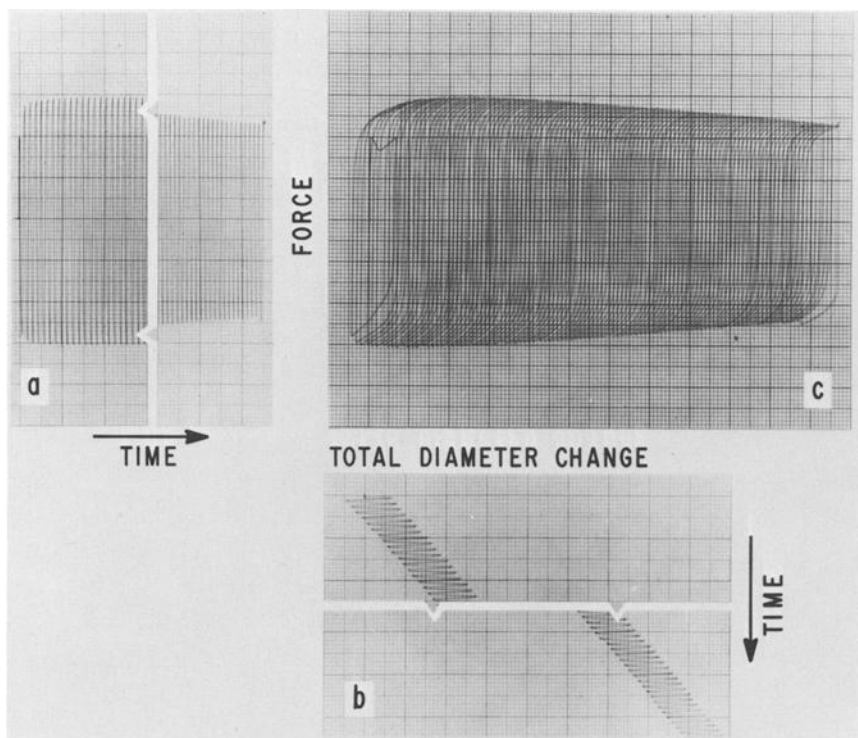 a
TIME
FORCE
c
TOTAL DIAMETER CHANGE
b
TIME